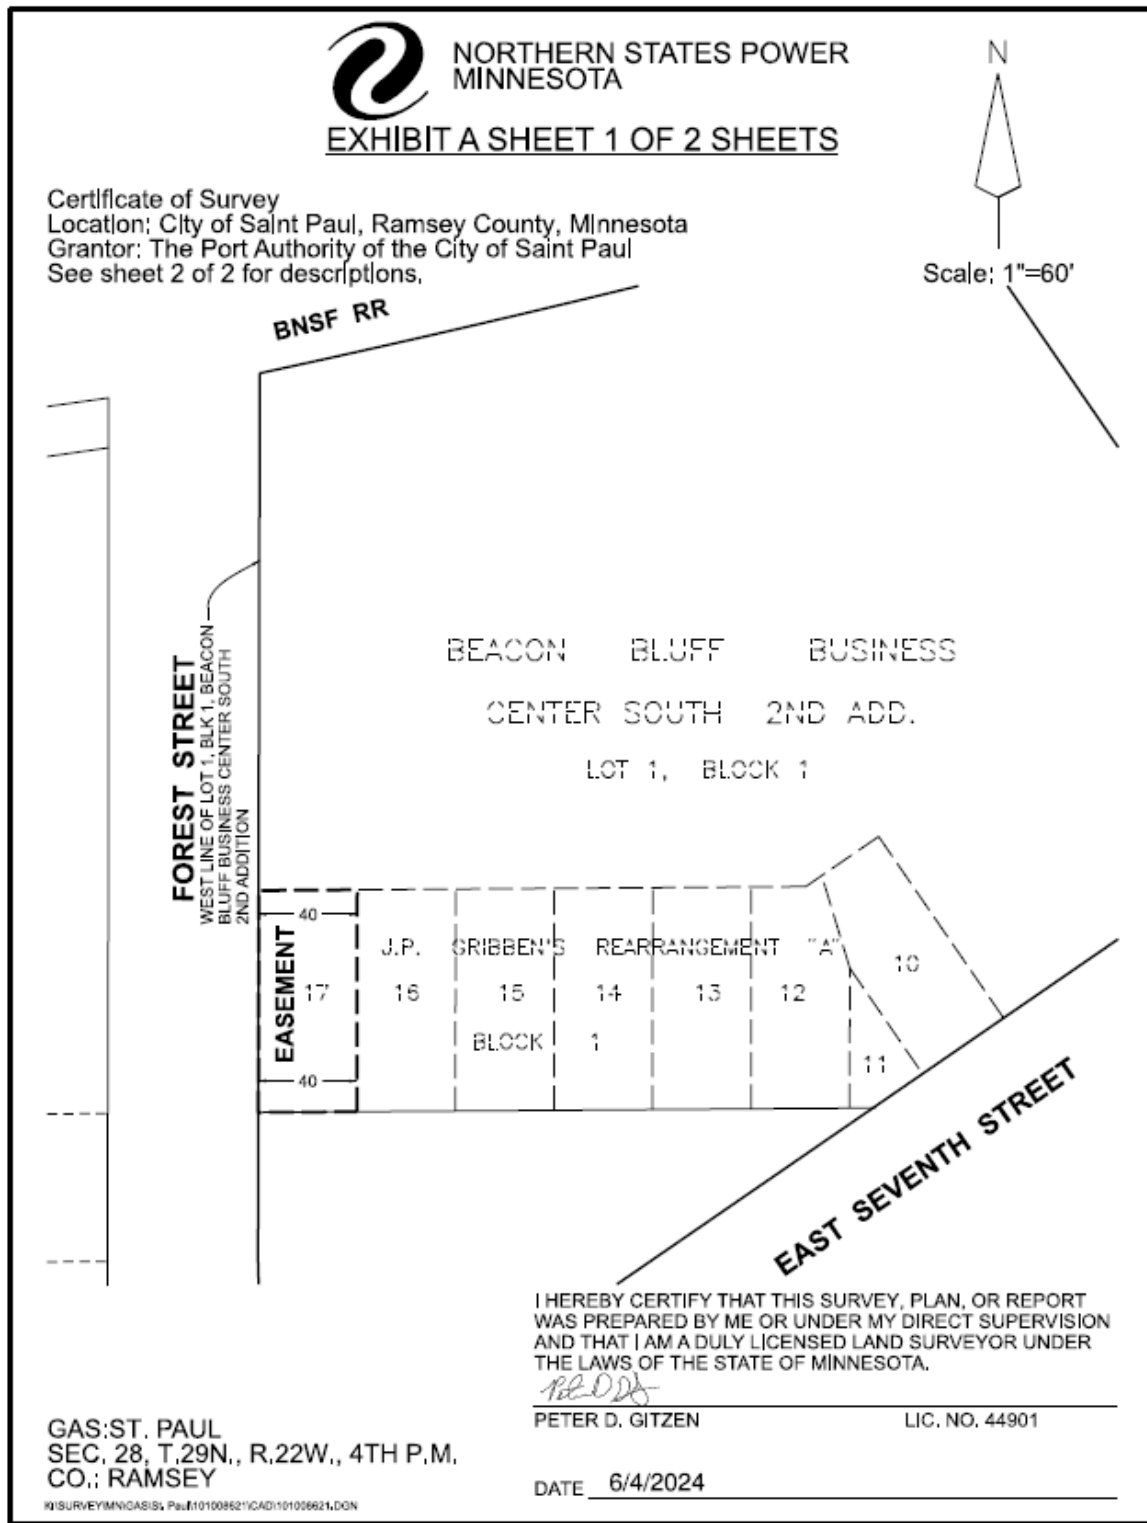 NORTHERN STATES POWER
MINNESOTA
EXHIBIT A SHEET 1 OF 2 SHEETS
N
Certificate of Survey
Location: City of Saint Paul, Ramsey County, Minnesota
Grantor: The Port Authority of the City of Saint Paul
See sheet 2 of 2 for descriptions.
Scale: 1"=60'
BNSF RR
FOREST STREET
WEST LINE OF LOT 1, BLK 1, BEACON
BLUFF BUSINESS CENTER SOUTH
2ND ADDITION
BEACON BLUFF BUSINESS
CENTER SOUTH 2ND ADD.
LOT 1, BLOCK 1
40
EASEMENT
J.P. GRIBBEN'S REARRANGEMENT "A"
17 16 15 14 13 12 10
BLOCK 1
11
40
EAST SEVENTH STREET
I HEREBY CERTIFY THAT THIS SURVEY, PLAN, OR REPORT
WAS PREPARED BY ME OR UNDER MY DIRECT SUPERVISION
AND THAT I AM A DULY LICENSED LAND SURVEYOR UNDER
THE LAWS OF THE STATE OF MINNESOTA.
PETER D. GITZEN LIC. NO. 44901
DATE 6/4/2024
GAS:ST. PAUL
SEC. 28, T.29N., R.22W., 4TH P.M.
CO.: RAMSEY